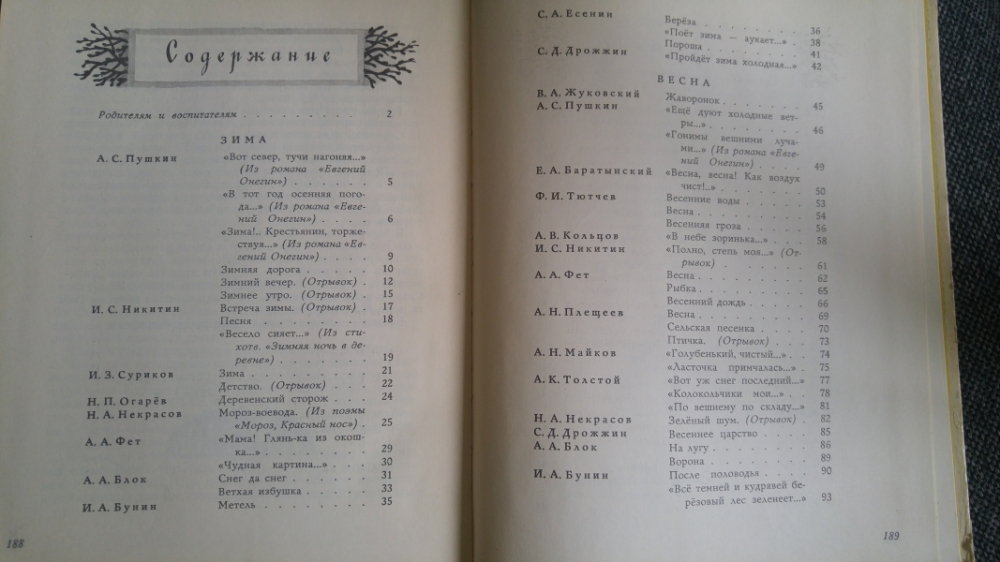 Содержание
Родителям и воспитателям . . . . . . . . . . 2
ЗИМА
А. С. Пушкин «Вот север, тучи нагоняя...»
(Из романа «Евгений
Онегин») . . . . . . . 5
«В тот год осенняя пого-
да...» (Из романа «Евге-
ний Онегин») . . . . 6
«Зима!.. Крестьянин, торже-
ствуя...» (Из романа «Ев-
гений Онегин») . . . . 9
Зимняя дорога . . . . . 10
Зимний вечер. (Отрывок) . 12
Зимнее утро. (Отрывок) . 15
И. С. Никитин Встреча зимы. (Отрывок) . 17
Песня . . . . . . . . . 18
«Весело сияет...» (Из сти-
хотв. «Зимняя ночь в де-
ревне») . . . . . . . 19
И. З. Суриков Зима . . . . . . . . . 21
Детство. (Отрывок) . . . 22
Н. П. Огарёв Деревенский сторож . . . 24
Н. А. Некрасов Мороз-воевода. (Из поэмы
«Мороз, Красный нос») . 25
А. А. Фет «Мама! Глянь-ка из окош-
ка...» . . . . . . . . 29
«Чудная картина...» . . . 30
А. А. Блок Снег да снег . . . . . . 31
Ветхая избушка . . . . . 33
И. А. Бунин Метель . . . . . . . . 35
188
С. А. Есенин Берёза . . . . . . . . 36
«Поёт зима — аукает...» . 38
Пороша . . . . . . . . 41
С. Д. Дрожжин «Пройдёт зима холодная...» 42
ВЕСНА
В. А. Жуковский Жаворонок . . . . . . . 45
А. С. Пушкин «Ещё дуют холодные вет-
ры...» . . . . . . . . 46
«Гонимы вешними луча-
ми...» (Из романа «Евге-
ний Онегин») . . . . . 49
Е. А. Баратынский «Весна, весна! Как воздух
чист!..» . . . . . . . 50
Ф. И. Тютчев Весенние воды . . . . . 53
Весна . . . . . . . . . 54
Весенняя гроза . . . . . 56
А. В. Кольцов «В небе зоринька...» . . . 58
И. С. Никитин «Полно, степь моя...» (От-
рывок) . . . . . . . . 61
А. А. Фет Весна . . . . . . . . . 62
Рыбка . . . . . . . . . 65
Весенний дождь . . . . . 66
А. Н. Плещеев Весна . . . . . . . . . 69
Сельская песенка . . . . 70
Птичка. (Отрывок) . . . 73
А. Н. Майков «Голубенький, чистый...» . 74
«Ласточка примчалась...» . 75
А. К. Толстой «Вот уж снег последний...» 77
«Колокольчики мои...» . . 78
«По вешнему по складу...» 81
Н. А. Некрасов Зелёный шум. (Отрывок) . 82
С. Д. Дрожжин Весеннее царство . . . . 85
А. А. Блок На лугу . . . . . . . . 86
Ворона . . . . . . . . 89
И. А. Бунин После половодья . . . . 90
«Всё темней и кудрявей бе-
рёзовый лес зеленеет...» 93
189